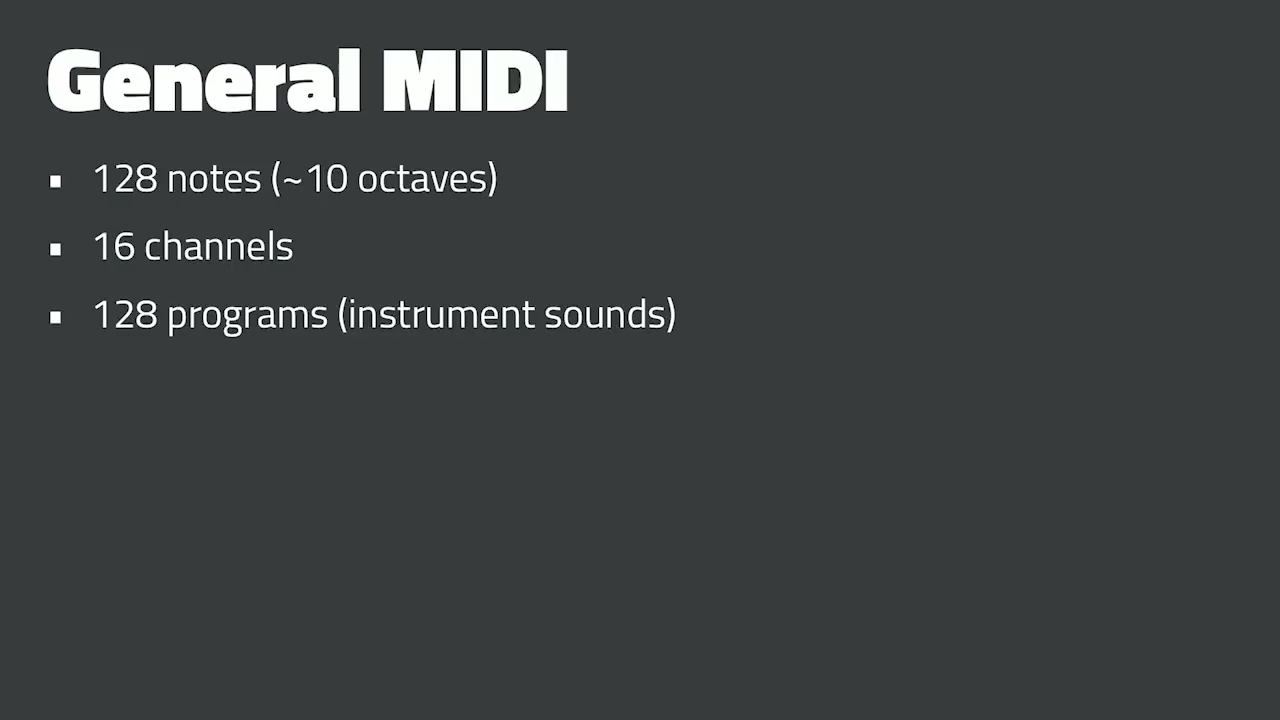 General MIDI
▪ 128 notes (~10 octaves)
▪ 16 channels
▪ 128 programs (instrument sounds)